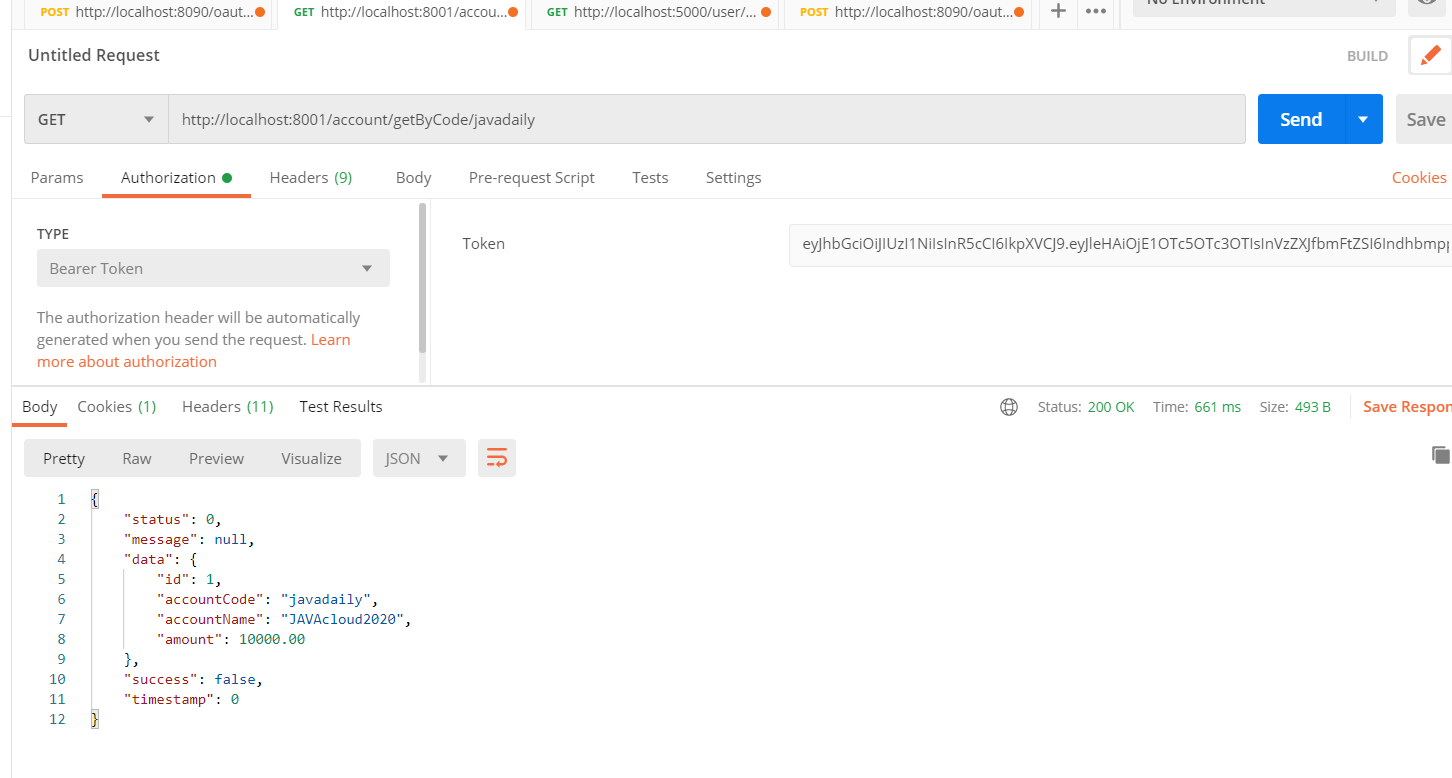 POST http://localhost:8090/oaut... GET http://localhost:8001/accou... GET http://localhost:5000/user/... POST http://localhost:8090/oaut... + ••• No Environment
Untitled Request BUILD
GET http://localhost:8001/account/getByCode/javadaily Send Save
Params Authorization Headers (9) Body Pre-request Script Tests Settings Cookies
TYPE
Bearer Token
The authorization header will be automatically
generated when you send the request. Learn
more about authorization
Token eyJhbGciOiJIUzI1NiIsInR5cCI6IkpXVCJ9.eyJleHAiOjE1OTc5OTc3OTIsInVzZXJfbmFtZSI6Indhbmpp
Body Cookies (1) Headers (11) Test Results Status: 200 OK Time: 661 ms Size: 493 B Save Respon
Pretty Raw Preview Visualize JSON
1 {
2 "status": 0,
3 "message": null,
4 "data": {
5 "id": 1,
6 "accountCode": "javadaily",
7 "accountName": "JAVAcloud2020",
8 "amount": 10000.00
9 },
10 "success": false,
11 "timestamp": 0
12 }